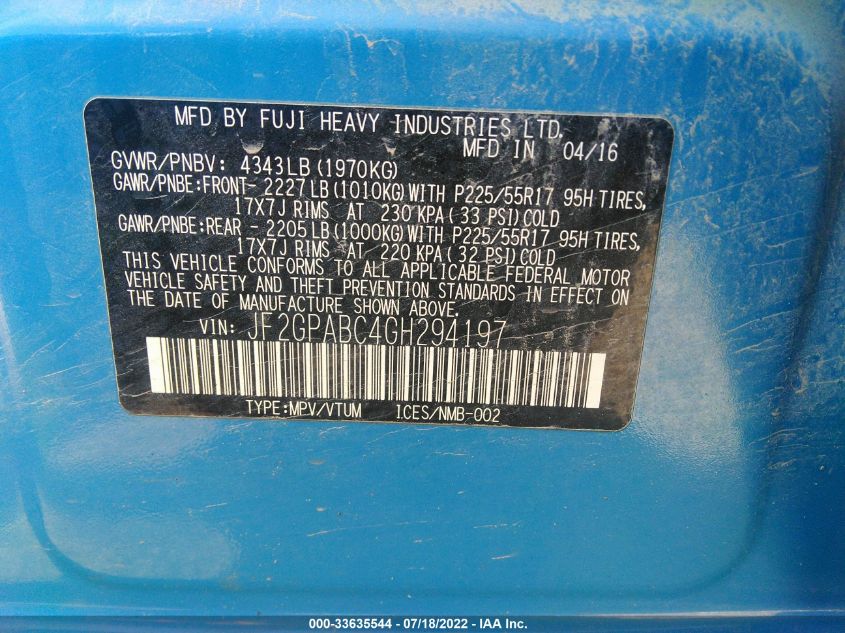 MFD BY FUJI HEAVY INDUSTRIES LTD.
MFD IN 04/16
GVWR/PNBV: 4343LB (1970KG)
GAWR/PNBE:FRONT- 2227LB (1010KG) WITH P225/55R17 95H TIRES,
17X7J RIMS AT 230 KPA ( 33 PSI) COLD
GAWR/PNBE:REAR - 2205LB (1000KG) WITH P225/55R17 95H TIRES,
17X7J RIMS AT 220 KPA ( 32 PSI) COLD
THIS VEHICLE CONFORMS TO ALL APPLICABLE FEDERAL MOTOR
VEHICLE SAFETY AND THEFT PREVENTION STANDARDS IN EFFECT ON
THE DATE OF MANUFACTURE SHOWN ABOVE.
VIN: JF2GPABC4GH294197
TYPE:MPV/VTUM ICES/NMB-002
000-33635544 - 07/18/2022 - IAA Inc.